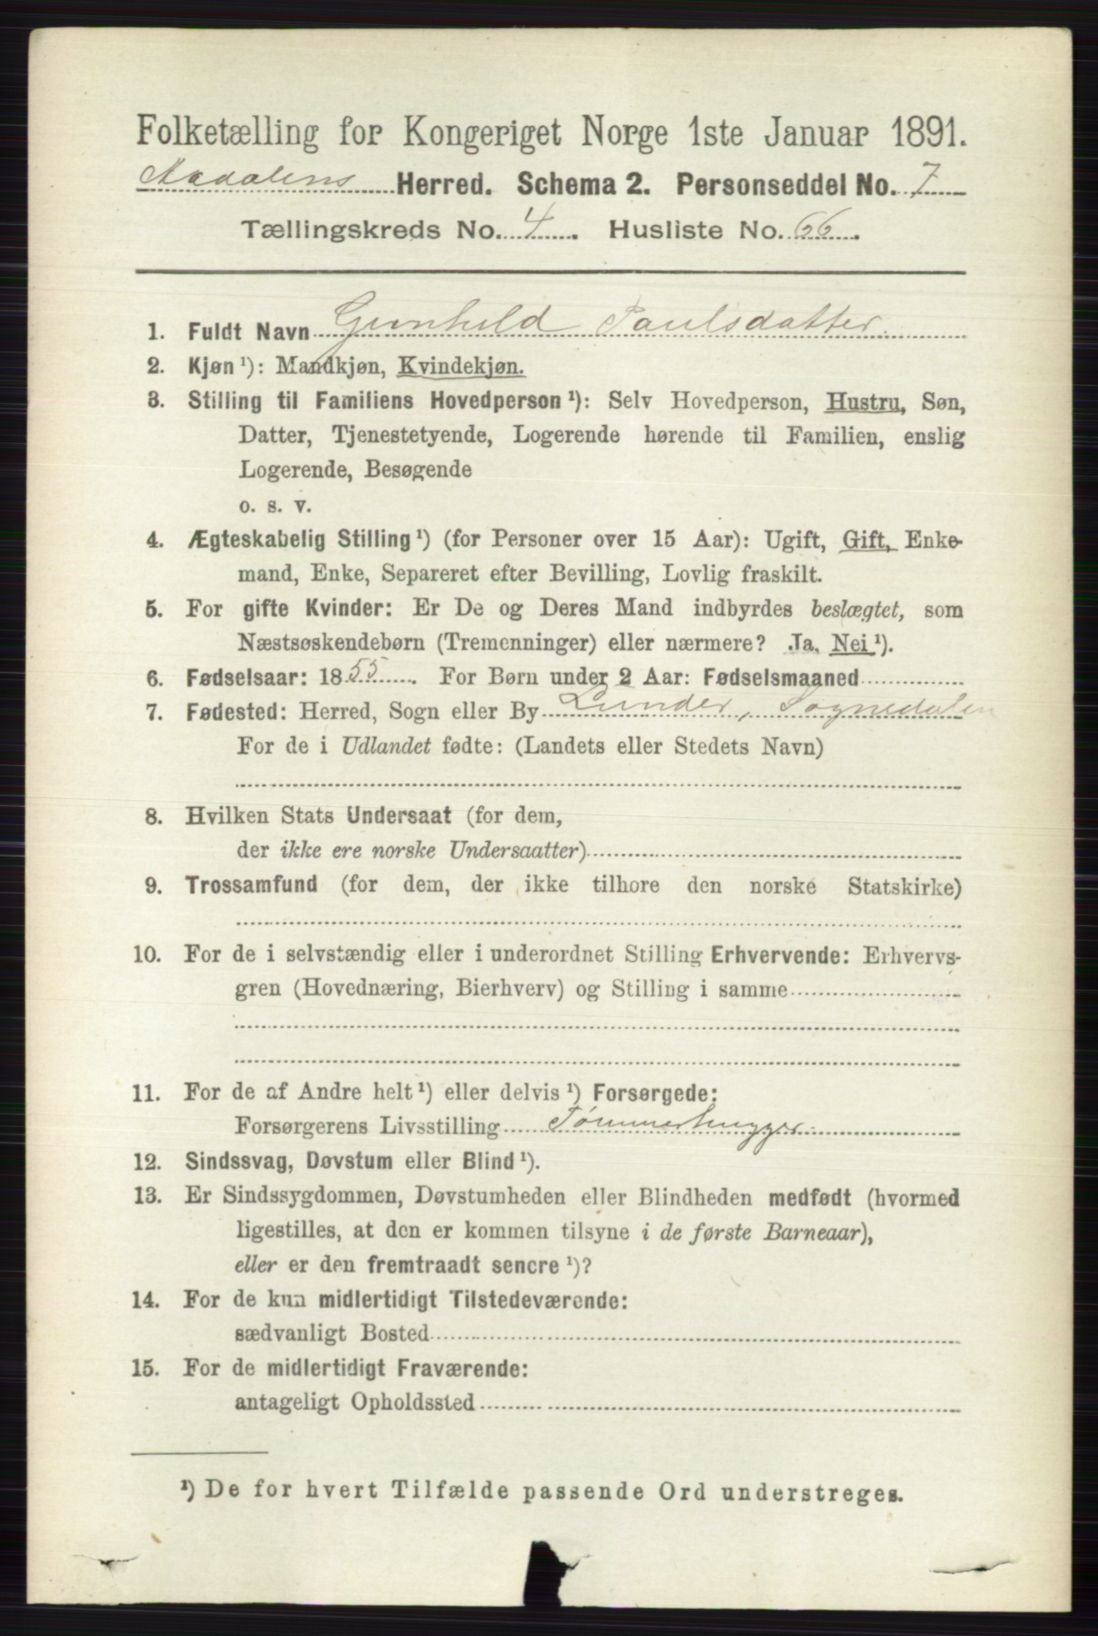 Folketælling for Kongeriget Norge 1ste Januar 1891.
Aadalens Herred. Schema 2. Personseddel No. 7
Tællingskreds No. 4. Husliste No. 66.
1. Fuldt Navn Gunhild Paulsdatter.
2. Kjøn ¹): Mandkjøn, Kvindekjøn.
3. Stilling til Familiens Hovedperson ¹): Selv Hovedperson, Hustru, Søn,
Datter, Tjenestetyende, Logerende hørende til Familien, enslig
Logerende, Besøgende
o. s. v.
4. Ægteskabelig Stilling ¹) (for Personer over 15 Aar): Ugift, Gift, Enke-
mand, Enke, Separeret efter Bevilling, Lovlig fraskilt.
5. For gifte Kvinder: Er De og Deres Mand indbyrdes beslægtet, som
Næstsøskendebørn (Tremenninger) eller nærmere? Ja, Nei ¹).
6. Fødselsaar: 1855. For Børn under 2 Aar: Fødselsmaaned
7. Fødested: Herred, Sogn eller By Lunder, Sognedalen
For de i Udlandet fødte: (Landets eller Stedets Navn)
8. Hvilken Stats Undersaat (for dem,
der ikke ere norske Undersaatter)
9. Trossamfund (for dem, der ikke tilhøre den norske Statskirke)
10. For de i selvstændig eller i underordnet Stilling Erhvervende: Erhvervs-
gren (Hovednæring, Bierhverv) og Stilling i samme
11. For de af Andre helt ¹) eller delvis ¹) Forsørgede:
Forsørgerens Livsstilling Tømmerhugger.
12. Sindssvag, Døvstum eller Blind ¹).
13. Er Sindssygdommen, Døvstumheden eller Blindheden medfødt (hvormed
ligestilles, at den er kommen tilsyne i de første Barneaar),
eller er den fremtraadt senere ¹)?
14. For de kun midlertidigt Tilstedeværende:
sædvanligt Bosted
15. For de midlertidigt Fraværende:
antageligt Opholdssted
¹) De for hvert Tilfælde passende Ord understreges.